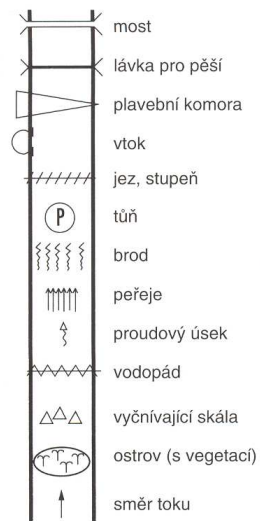 most
lávka pro pěší
plavební komora
vtok
jez, stupeň
P
tůň
brod
peřeje
proudový úsek
vodopád
vyčnívající skála
ostrov (s vegetací)
směr toku